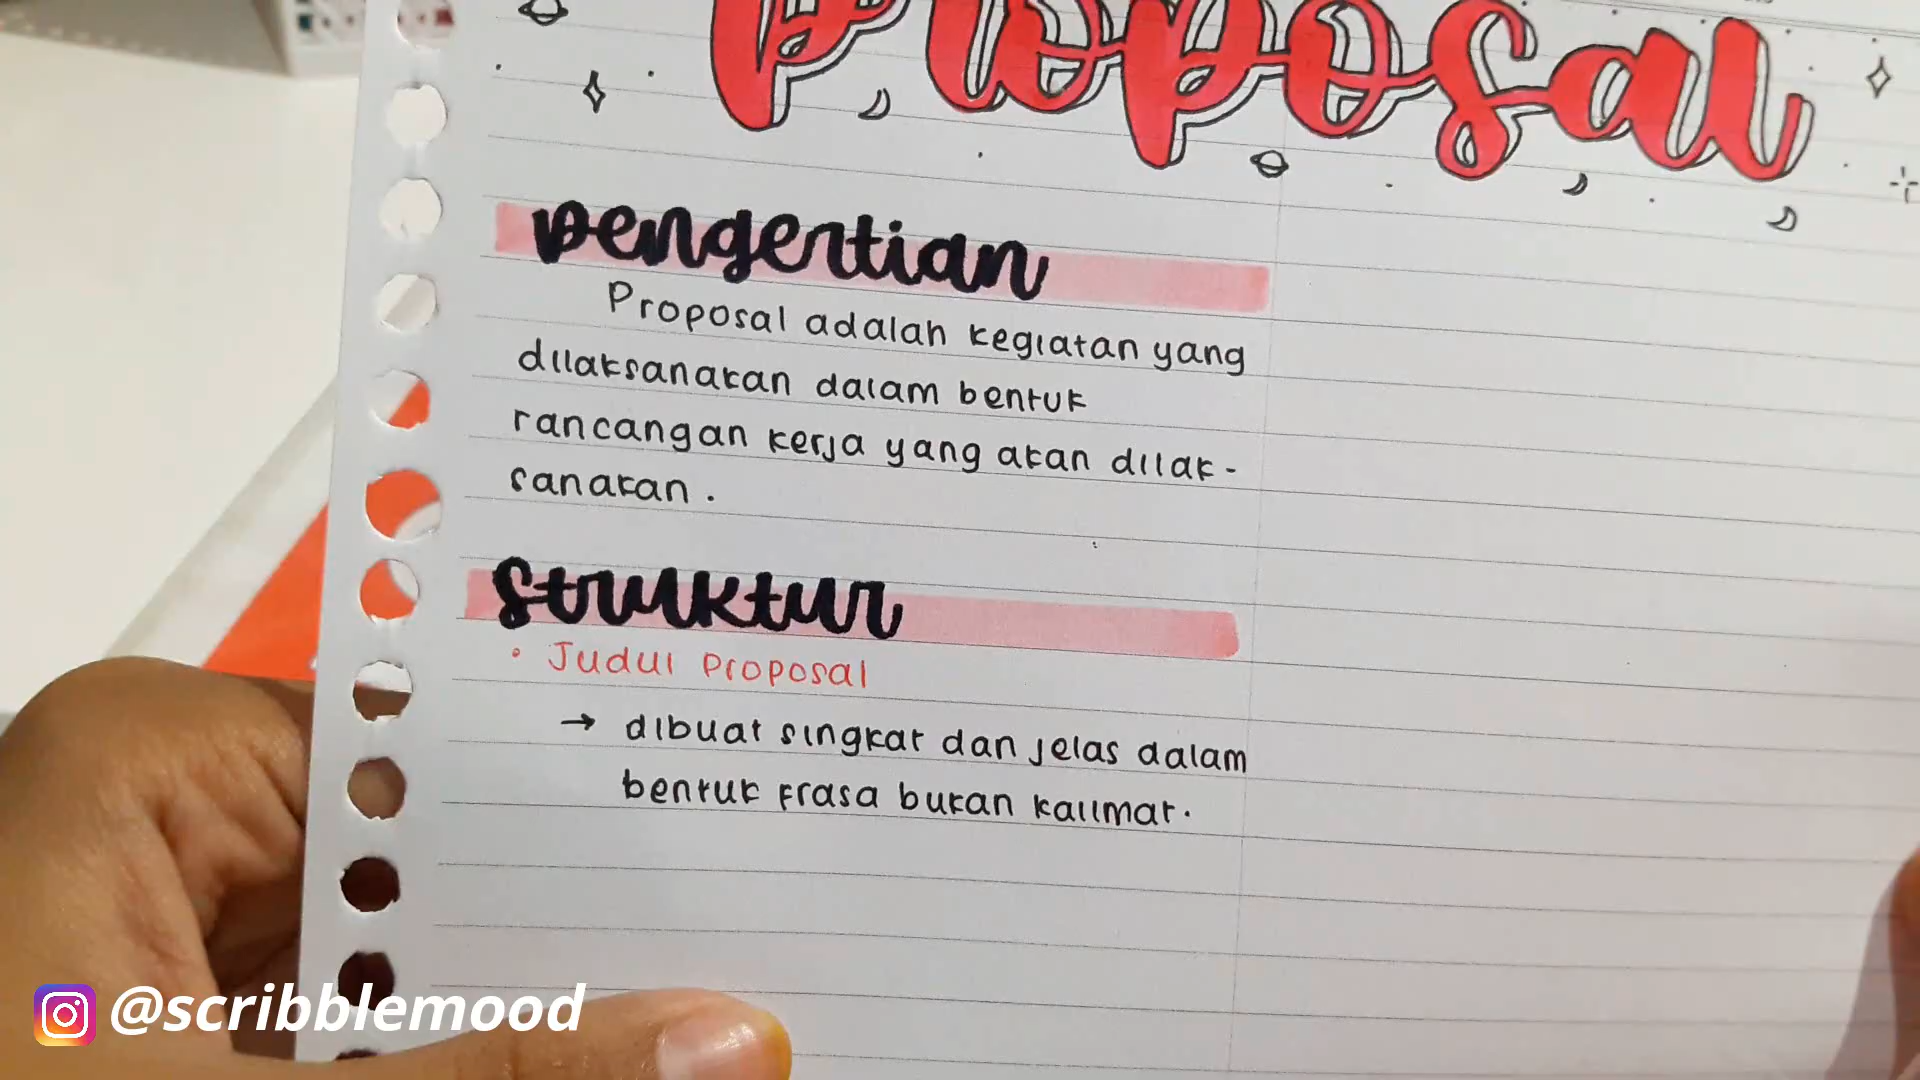 Proposal
pengertian
Proposal adalah kegiatan yang
dilaksanakan dalam bentuk
rancangan kerja yang akan dilak-
sanakan.
struktur
• Judul Proposal
→ dibuat singkat dan jelas dalam
bentuk frasa bukan kalimat.
@scribblemood